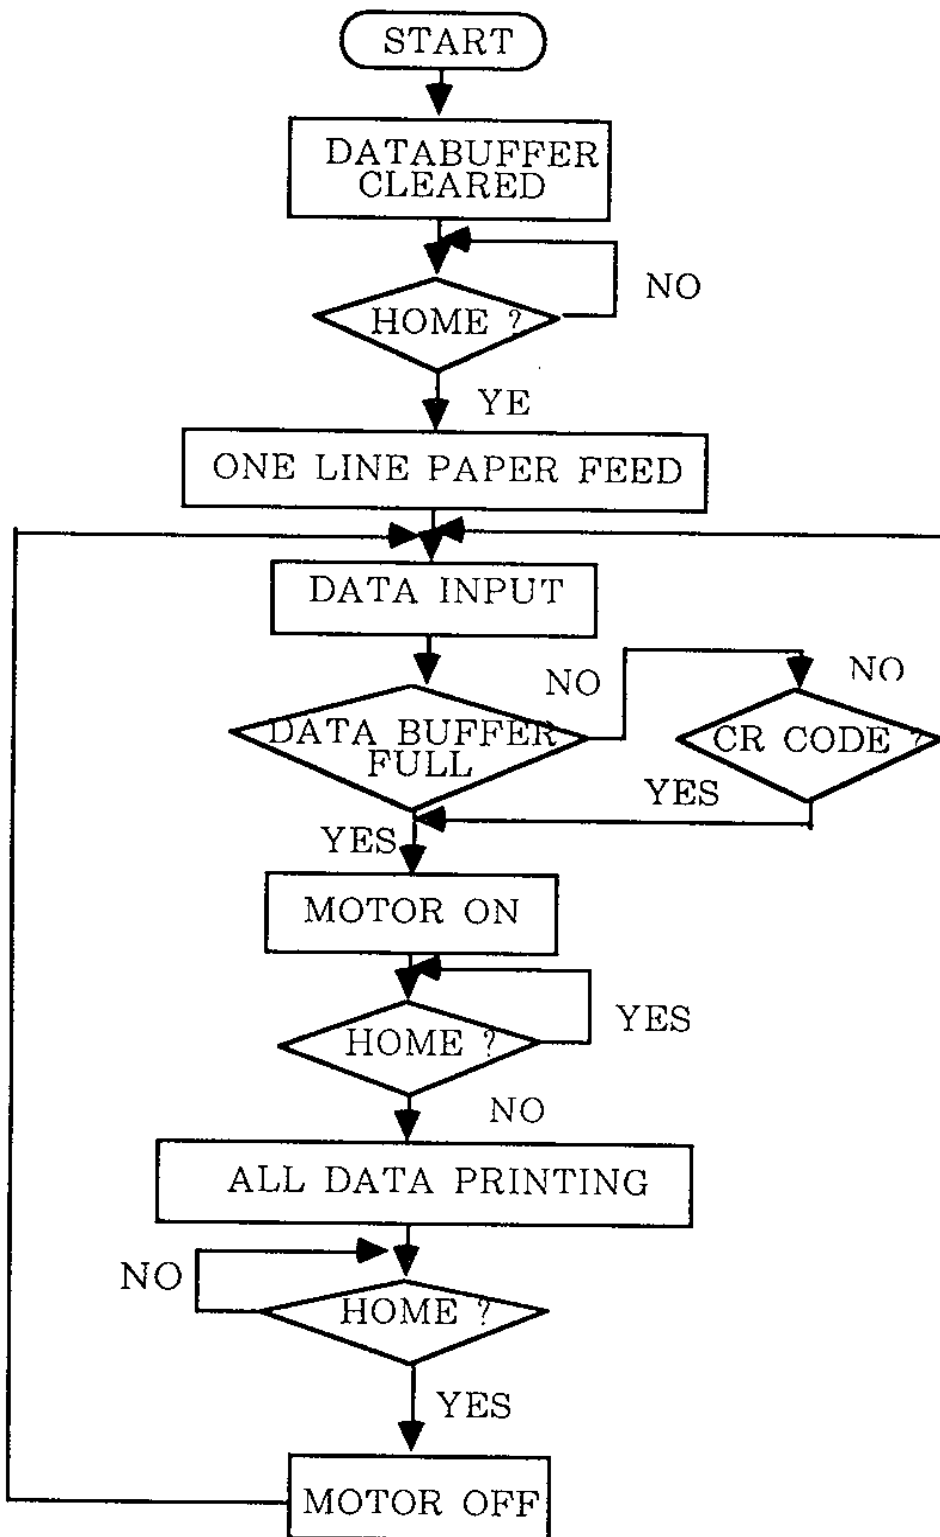 START
DATABUFFER
CLEARED
NO
HOME ?
YE
ONE LINE PAPER FEED
DATA INPUT
NO
NO
DATA BUFFER
FULL
CR CODE ?
YES
YES
MOTOR ON
YES
HOME ?
NO
ALL DATA PRINTING
NO
HOME ?
YES
MOTOR OFF